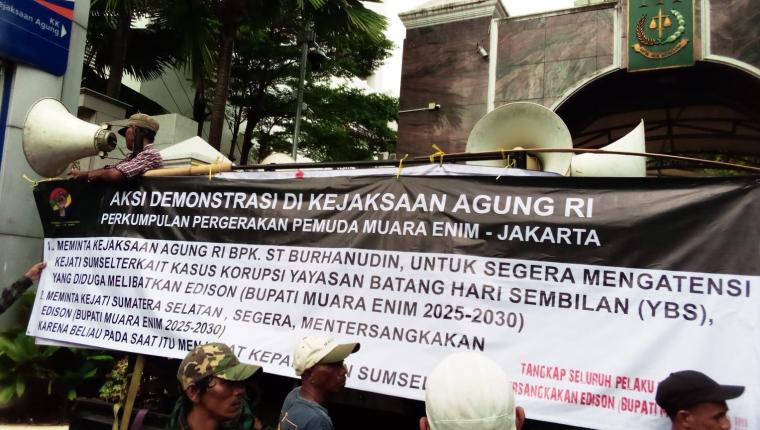 KK
Kejaksaan Agung
AKSI DEMONSTRASI DI KEJAKSAAN AGUNG RI
PERKUMPULAN PERGERAKAN PEMUDA MUARA ENIM - JAKARTA
1. MEMINTA KEJAKSAAN AGUNG RI BPK. ST BURHANUDIN, UNTUK SEGERA MENGATENSI
KEJATI SUMSELTERKAIT KASUS KORUPSI YAYASAN BATANG HARI SEMBILAN (YBS),
YANG DIDUGA MELIBATKAN EDISON (BUPATI MUARA ENIM 2025-2030)
2. MEMINTA KEJATI SUMATERA SELATAN , SEGERA, MENTERSANGKAKAN
EDISON (BUPATI MUARA ENIM 2025-2030)
KARENA BELIAU PADA SAAT ITU SUMSEL
TANGKAP SELURUH PELAKU
EDISON (BUPATI